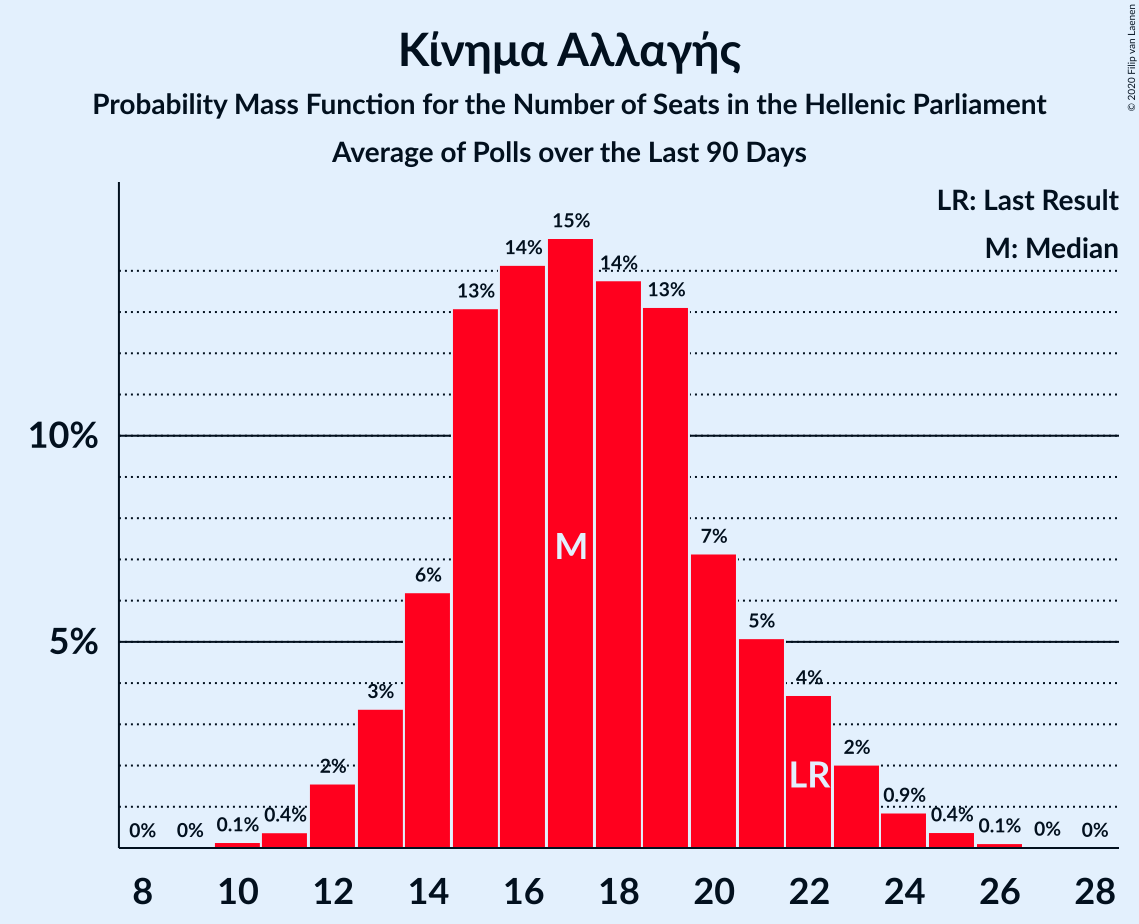 Κίνημα Αλλαγής
Probability Mass Function for the Number of Seats in the Hellenic Parliament
Average of Polls over the Last 90 Days
© 2020 Filip van Laenen
LR: Last Result
M: Median
10%
5%
0%
0%
0.1%
0.4%
2%
3%
6%
13%
14%
15%
14%
13%
7%
5%
4%
2%
0.9%
0.4%
0.1%
0%
0%
M
LR
8 10 12 14 16 18 20 22 24 26 28